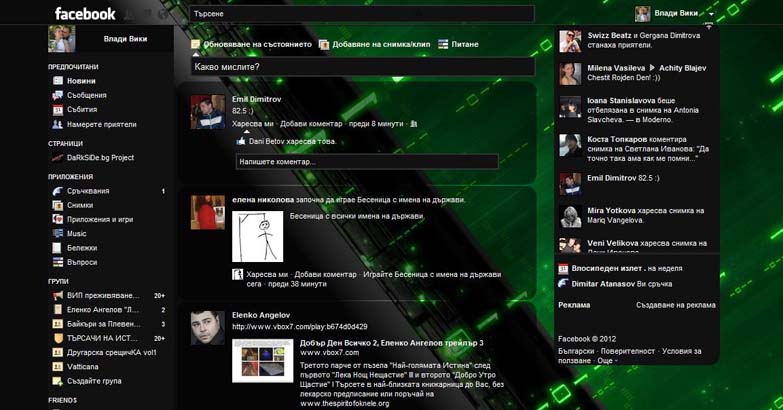 facebook
Търсене
Влади Вики
Влади Вики
ПРЕДПОЧИТАНИ
Новини
Съобщения
Събития
Намерете приятели
СТРАНИЦИ
DaRkSiDe.bg Project
ПРИЛОЖЕНИЯ
Сръчквания 1
Снимки
Приложения и игри
Music
Бележки
Въпроси
ГРУПИ
ВИП преживяване... 20+
Еленко Ангелов "Л... 2
Байкъри за Плевен... 2
ТЪРСАЧИ НА ИСТ... 20+
Другарска срещичКА vol1
Vatticana
Създайте група
FRIENDS
Обновяване на състоянието Добавяне на снимка/клип Питане
Какво мислите?
Emil Dimitrov
82.5 :)
Харесва ми · Добави коментар · преди 8 минути ·
Dani Betov харесва това.
Напишете коментар...
елена николова започна да играе Бесеница с имена на държави.
Бесеница с всички имена на държави
Харесва ми · Добави коментар · Играйте Бесеница с имена на държави
сега · преди 38 минути
Elenko Angelov
http://www.vbox7.com/play:b674d0d429
Добър Ден Всичко 2, Еленко Ангелов трейлър 3
www.vbox7.com
Третото парче от пъзела "Най-голямата Истина"след
първото "Лека Нощ Нещастие" II и второто "Добро Утро
Щастие" I Търсете в най-близката книжарница до Вас, без
лекарско предписание или поръчай на
www.thespiritofknele.org
Swizz Beatz и Gergana Dimitrova
станаха приятели.
Milena Vasileva ▶ Achity Blajev
Chestit Rojden Den! :))
Ioana Stanislavova беше
отбелязана в снимка на Antonia
Slavcheva. — в Moderno.
Коста Топкаров коментира
снимка на Светлана Иванова: "Да
точно така ама как ме помни..."
Emil Dimitrov 82.5 :)
Mira Yotkova харесва снимка на
Mariq Vangelova.
Veni Velikova харесва снимка на
Влосипеден излет . на неделя
Dimitar Atanasov Ви сръчка
Реклама Създаване на реклама
Facebook © 2012
Български · Поверителност · Условия за
ползване · Още